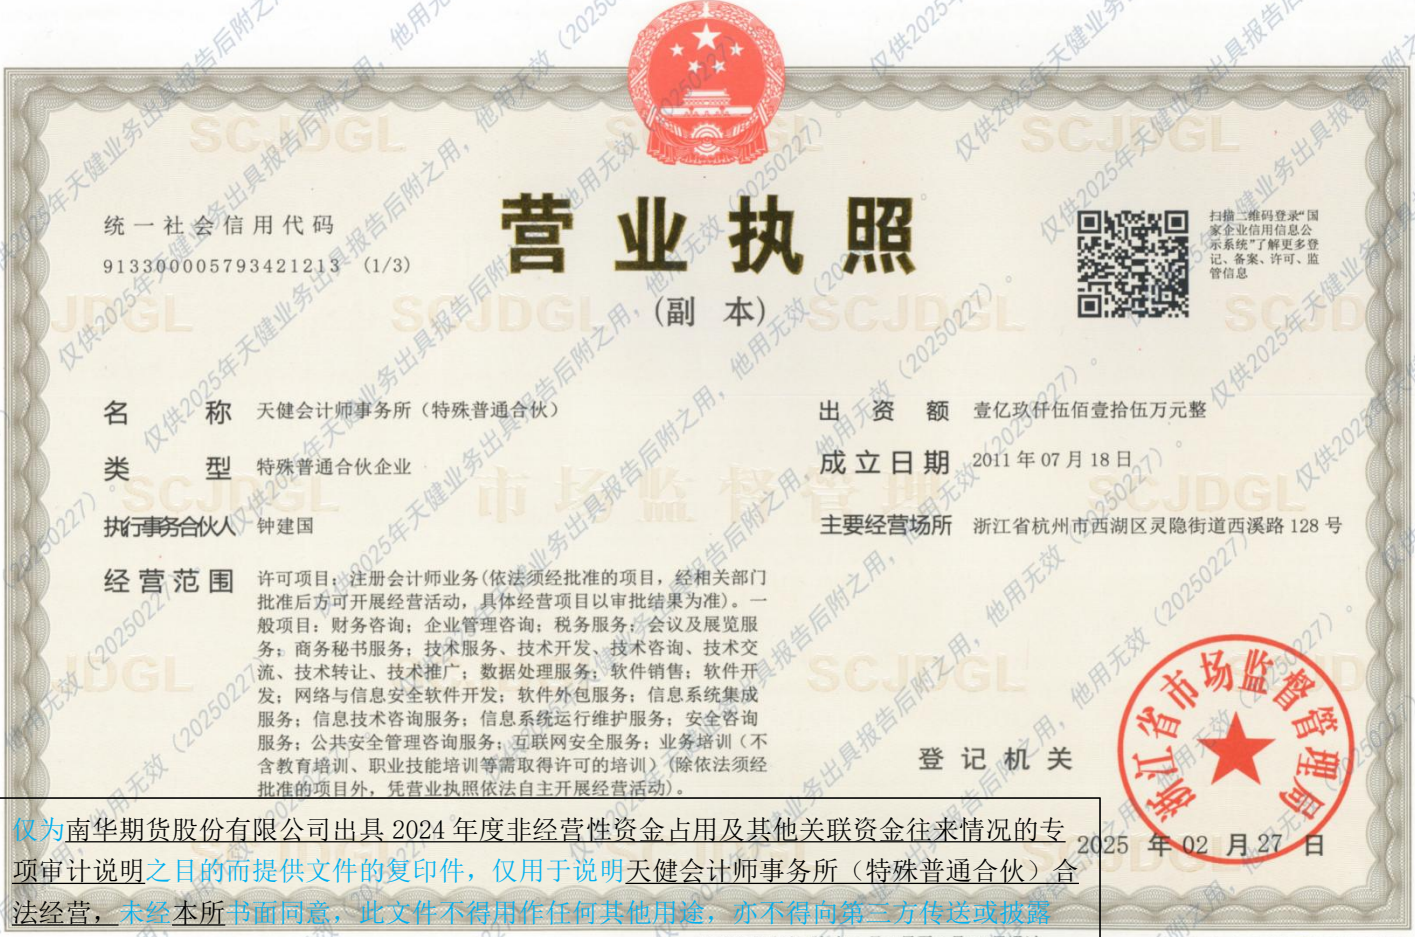 营业执照
(副 本)
统一社会信用代码
913300005793421213 (1/3)
扫描二维码登录“国
家企业信用信息公
示系统”了解更多登
记、备案、许可、监
管信息
名 称 天健会计师事务所（特殊普通合伙）
类 型 特殊普通合伙企业
执行事务合伙人 钟建国
经营范围 许可项目：注册会计师业务(依法须经批准的项目，经相关部门
批准后方可开展经营活动，具体经营项目以审批结果为准)。一
般项目：财务咨询；企业管理咨询；税务服务；会议及展览服
务；商务秘书服务；技术服务、技术开发、技术咨询、技术交
流、技术转让、技术推广；数据处理服务；软件销售；软件开
发；网络与信息安全软件开发；软件外包服务；信息系统集成
服务；信息技术咨询服务；信息系统运行维护服务；安全咨询
服务；公共安全管理咨询服务；互联网安全服务；业务培训（不
含教育培训、职业技能培训等需取得许可的培训）(除依法须经
批准的项目外，凭营业执照依法自主开展经营活动)。
出 资 额 壹亿玖仟伍佰壹拾伍万元整
成立日期 2011 年 07 月 18 日
主要经营场所 浙江省杭州市西湖区灵隐街道西溪路 128 号
登记机关
浙江省市场监督管理局
2025 年 02 月 27 日
仅为南华期货股份有限公司出具 2024 年度非经营性资金占用及其他关联资金往来情况的专
项审计说明之目的而提供文件的复印件，仅用于说明天健会计师事务所（特殊普通合伙）合
法经营，未经本所书面同意，此文件不得用作任何其他用途，亦不得向第三方传送或披露
仅供2025年天健业务出具报告后附之用，他用无效（20250227）。
SCJDGL
市场监督管理